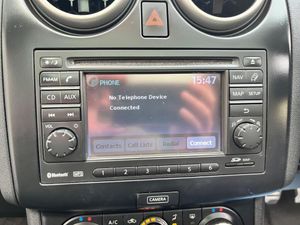 PHONE
15:47
No Telephone Device
Connected
Contacts
Call Lists
Redial
Connect
FM•AM
CD
AUX
VOL
NAV
MAP
SETUP
Bluetooth
1 2 3 4 5 6
CAMERA
A/C